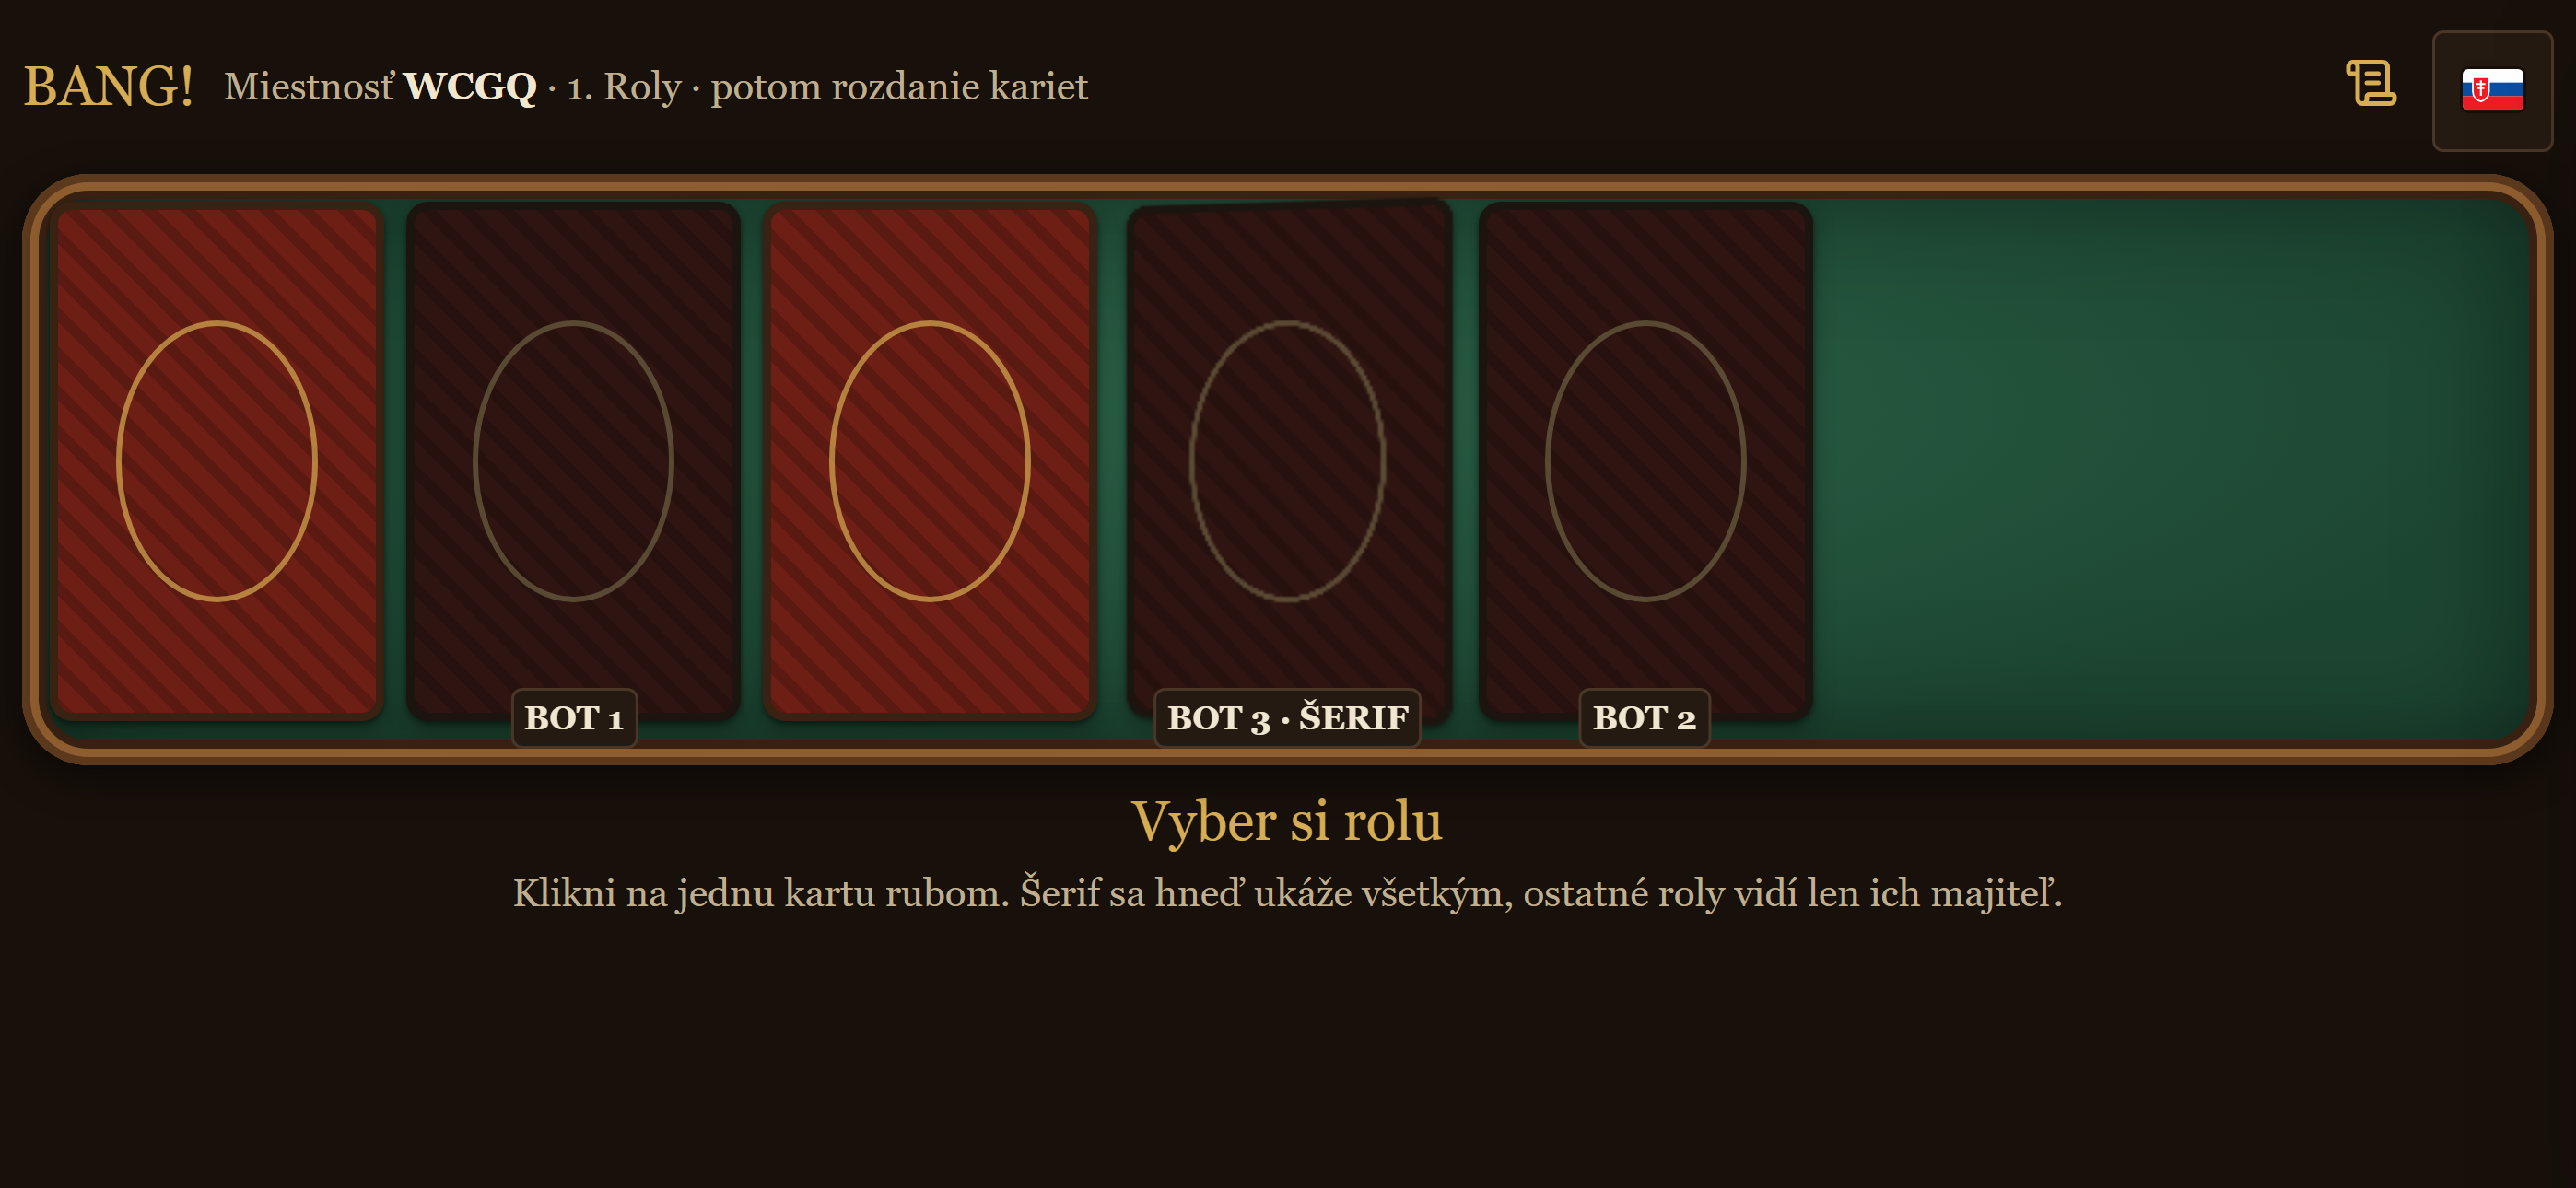 BANG! Miestnosť WCGQ · 1. Roly · potom rozdanie kariet
BOT 1
BOT 3 · ŠERIF
BOT 2
Vyber si rolu
Klikni na jednu kartu rubom. Šerif sa hneď ukáže všetkým, ostatné roly vidí len ich majiteľ.